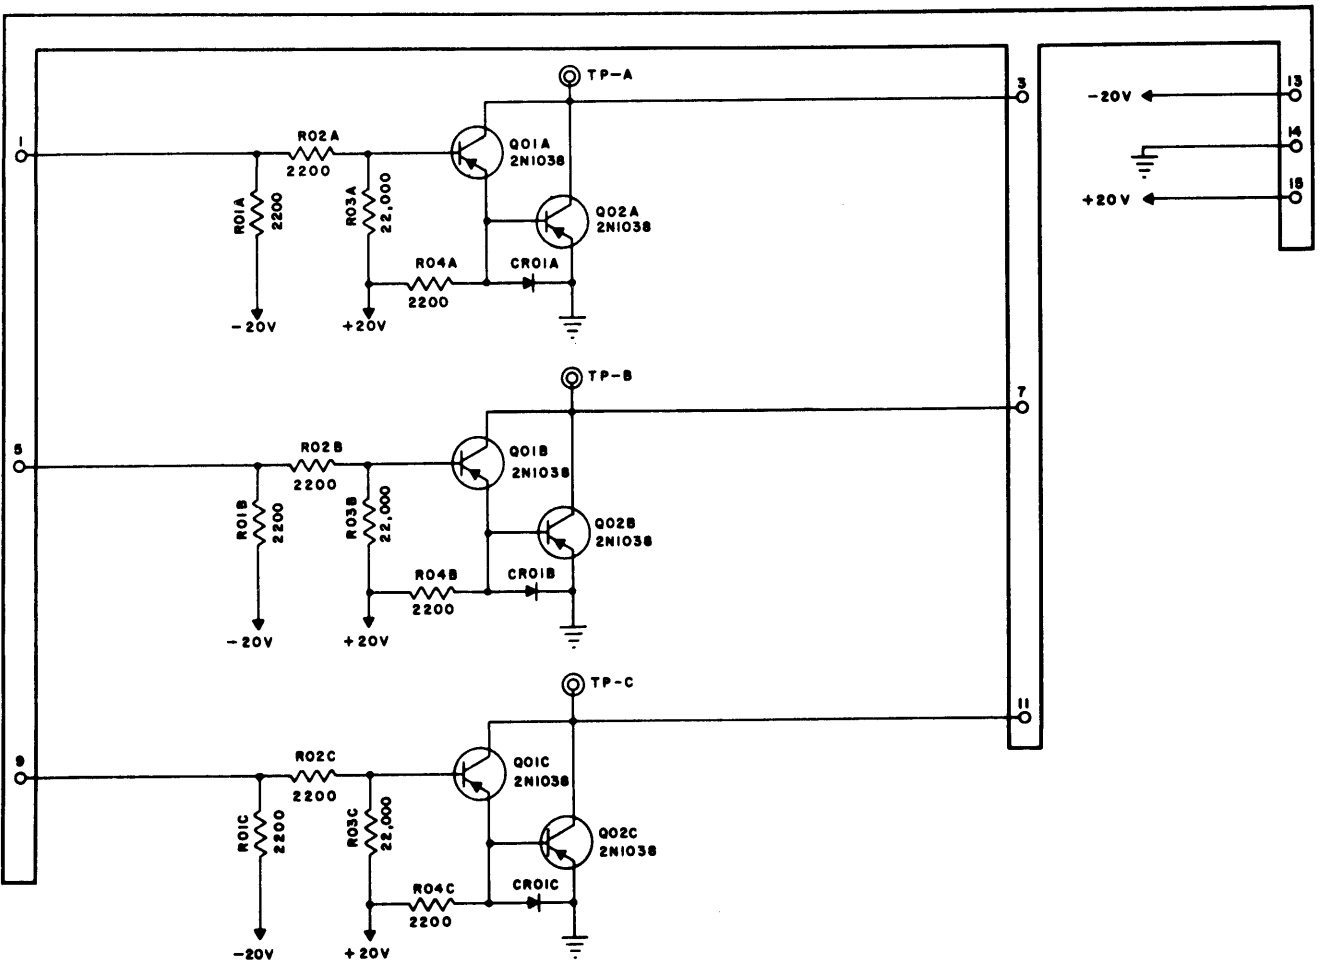 TP-A
3
13
-20V
14
15
+20V
1
R02A
2200
Q01A
2N1038
R01A
2200
R03A
22,000
Q02A
2N1038
R04A
2200
CR01A
-20V
+20V
TP-B
7
5
R02B
2200
Q01B
2N1038
R01B
2200
R03B
22,000
Q02B
2N1038
R04B
2200
CR01B
-20V
+20V
TP-C
11
9
R02C
2200
Q01C
2N1038
R01C
2200
R03C
22,000
Q02C
2N1038
R04C
2200
CR01C
-20V
+20V